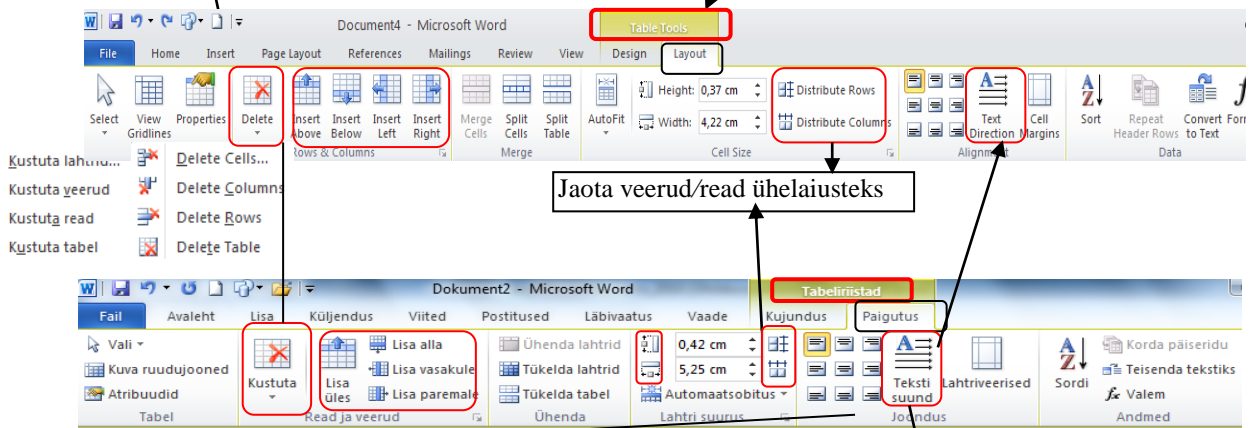 Document4 - Microsoft Word
Table Tools
File Home Insert Page Layout References Mailings Review View Design Layout
Select
View Gridlines
Properties
Delete
Insert Above
Insert Below
Insert Left
Insert Right
Merge Cells
Split Cells
Split Table
AutoFit
Height: 0,37 cm
Width: 4,22 cm
Distribute Rows
Distribute Columns
Text Direction
Cell Margins
Sort
Repeat Header Rows
Convert to Text
Rows & Columns
Merge
Cell Size
Alignment
Data
Kustuta lahtrid... Delete Cells...
Kustuta veerud Delete Columns
Kustuta read Delete Rows
Kustuta tabel Delete Table
Jaota veerud/read ühelaiusteks
Dokument2 - Microsoft Word
Tabeliriistad
Fail Avaleht Lisa Küljendus Viited Postitused Läbivaatus Vaade Kujundus Paigutus
Vali
Kuva ruudujooned
Atribuudid
Kustuta
Lisa üles
Lisa alla
Lisa vasakule
Lisa paremale
Ühenda lahtrid
Tükelda lahtrid
Tükelda tabel
0,42 cm
5,25 cm
Automaatsobitus
Teksti suund
Lahtriveerised
Sordi
Korda päiseridu
Teisenda tekstiks
Valem
Tabel
Read ja veerud
Ühenda
Lahtri suurus
Joondus
Andmed